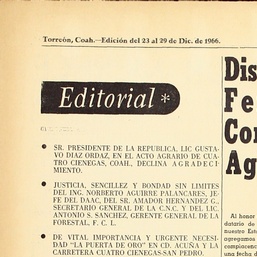 Torreón, Coah.—Edición del 23 al 29 de Dic. de 1966.
Editorial *
● SR. PRESIDENTE DE LA REPUBLICA, LIC GUSTA-
VO DIAZ ORDAZ, EN EL ACTO AGRARIO DE CUA-
TRO CIENEGAS, COAH., DECLINA AGRADECI-
MIENTO.
● JUSTICIA, SENCILLEZ Y BONDAD SIN LIMITES
DEL ING. NORBERTO AGUIRRE PALANCARES, JE-
FE DEL DAAC, DEL SR. AMADOR HERNANDEZ G.,
SECRETARIO GENERAL DE LA C.N.C. Y DEL LIC.
ANTONIO S. SANCHEZ, GERENTE GENERAL DE LA
FORESTAL, F. C. L.
● DE VITAL IMPORTANCIA Y URGENTE NECESI-
DAD "LA PUERTA DE ORO" EN CD. ACUÑA Y LA
CARRETERA CUATRO CIENEGAS-SAN PEDRO.
Dis
Fe
Co
Ag
Al honor
datario de
nuestro Est
agregamos
complacenc
una fecha d